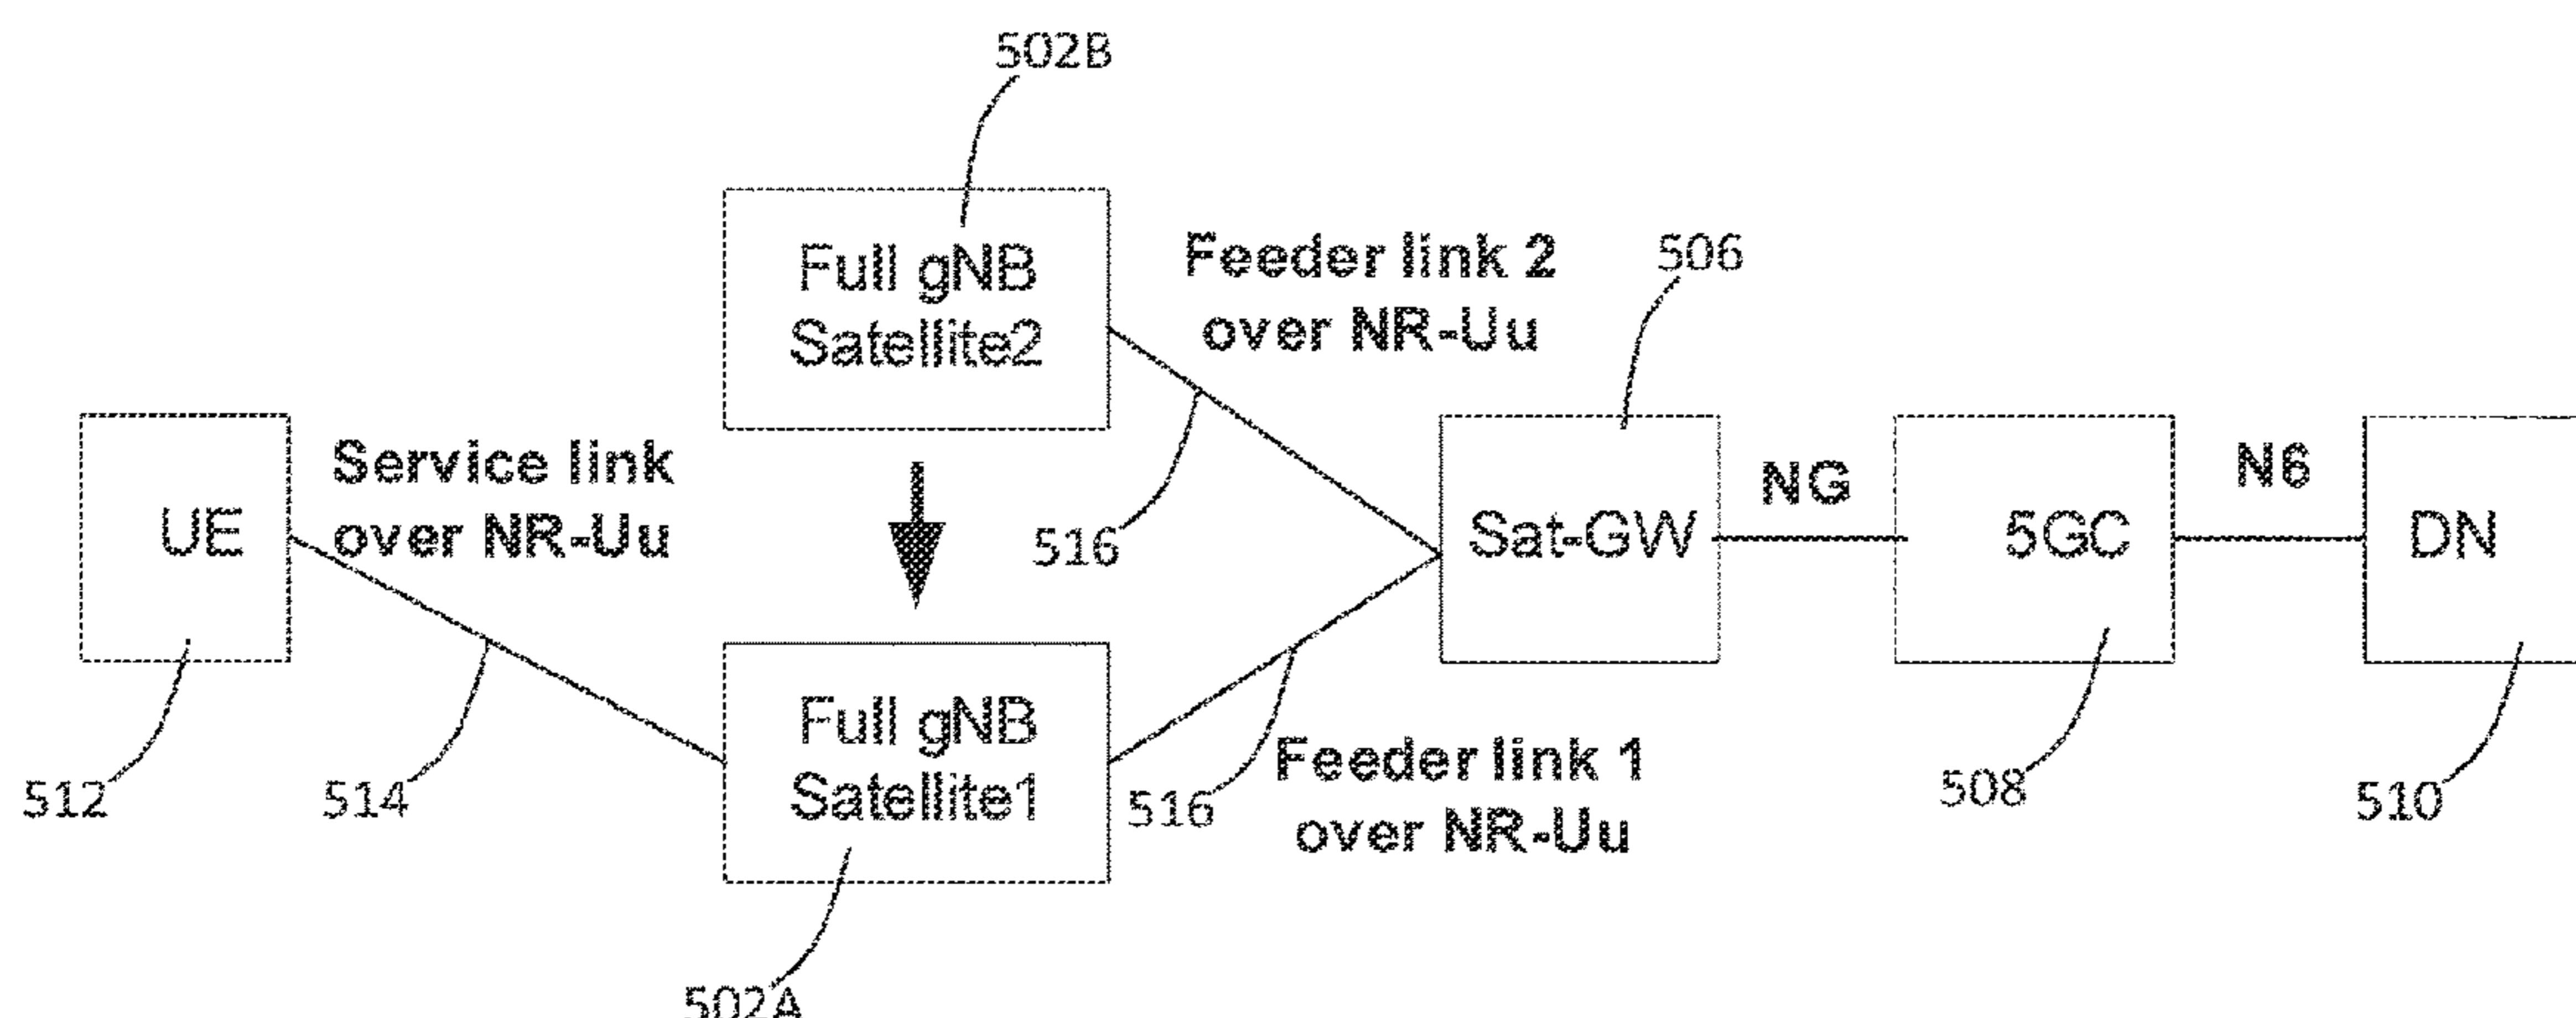 502B
Full gNB
Satellite2
Feeder link 2
over NR-Uu
506
UE
Service link
over NR-Uu
516
Sat-GW
NG
5GC
N6
DN
Full gNB
Satellite1
516
Feeder link 1
over NR-Uu
512
514
508
510
502A